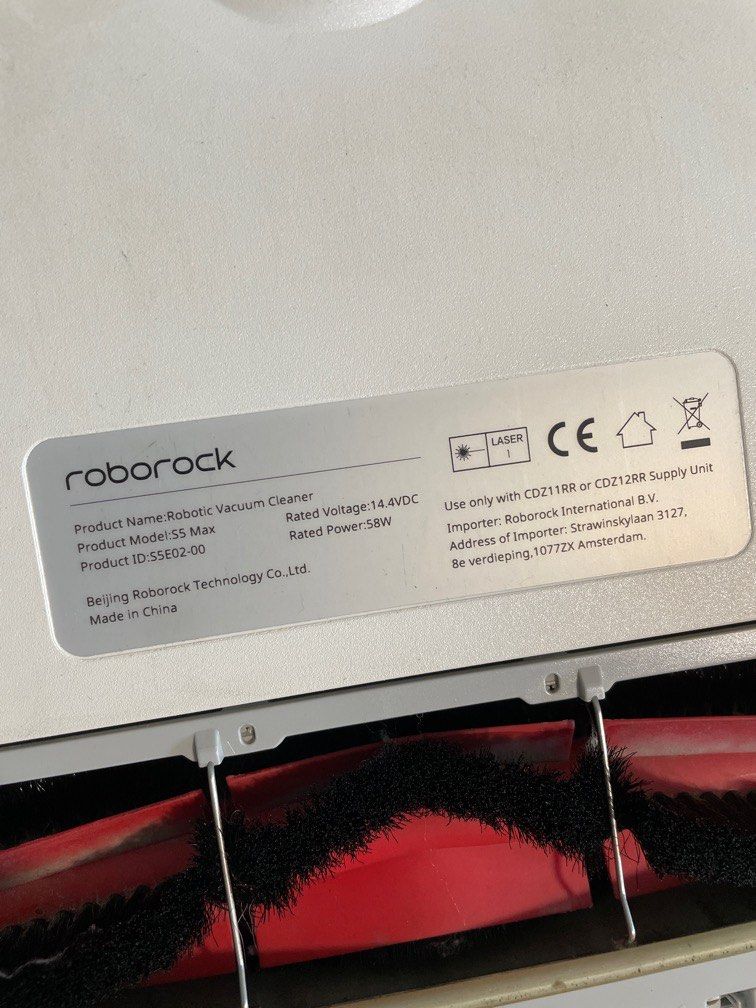 roborock
Product Name:Robotic Vacuum Cleaner
Product Model:S5 Max
Rated Voltage:14.4VDC
Product ID:S5E02-00
Rated Power:58W
Beijing Roborock Technology Co.,Ltd.
Made in China
LASER
1
CE
Use only with CDZ11RR or CDZ12RR Supply Unit
Importer: Roborock International B.V.
Address of Importer: Strawinskylaan 3127,
8e verdieping,1077ZX Amsterdam.